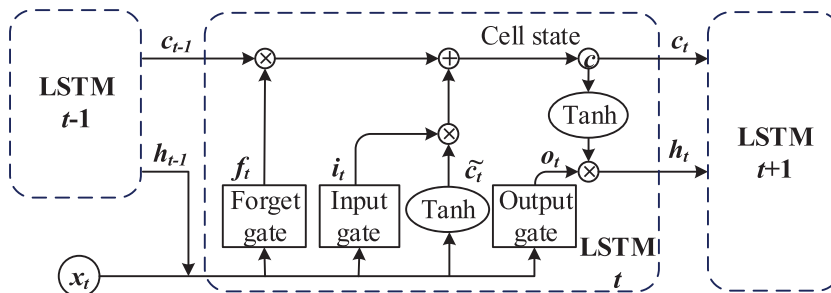 Cell state
c_{t-1}
c
c_t
LSTM
t-1
Tanh
LSTM
t+1
h_{t-1}
f_t
i_t
\tilde{c}_t
o_t
h_t
Forget
gate
Input
gate
Tanh
Output
gate
LSTM
t
x_t